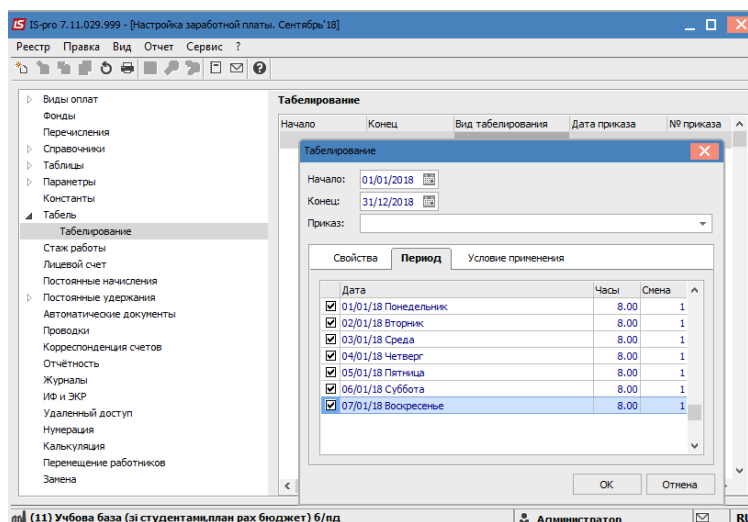 IS-pro 7.11.029.999 - [Настройка заработной платы. Сентябрь'18]
Реестр Правка Вид Отчет Сервис ?
Виды оплат
Фонды
Перечисления
Справочники
Таблицы
Параметры
Константы
Табель
Табелирование
Стаж работы
Лицевой счет
Постоянные начисления
Постоянные удержания
Автоматические документы
Проводки
Корреспонденция счетов
Отчётность
Журналы
ИФ и ЭКР
Удаленный доступ
Нумерация
Калькуляция
Перемещение работников
Замена
Табелирование
Начало Конец Вид табелирования Дата приказа № приказа
Табелирование
Начало: 01/01/2018
Конец: 31/12/2018
Приказ:
Свойства Период Условие применения
Дата Часы Смена
01/01/18 Понедельник 8.00 1
02/01/18 Вторник 8.00 1
03/01/18 Среда 8.00 1
04/01/18 Четверг 8.00 1
05/01/18 Пятница 8.00 1
06/01/18 Суббота 8.00 1
07/01/18 Воскресенье 8.00 1
OK Отмена
(11) Учбова база (зі студентами,план рах бюджет) б/пд Администратор RU